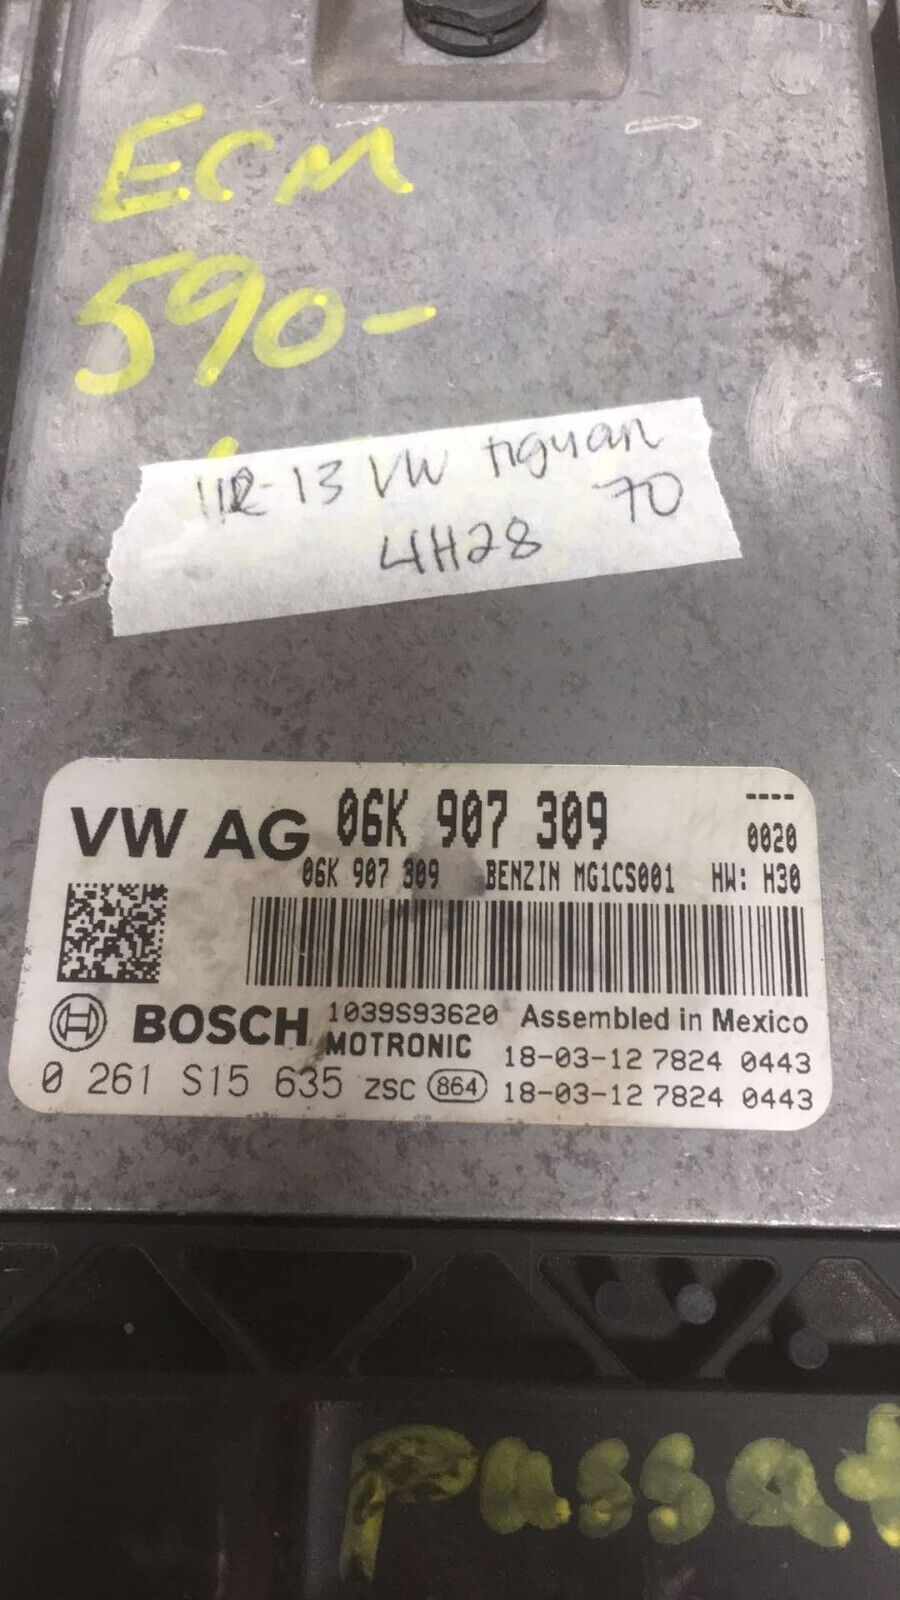 ECM
590-
-13 VW tiguan
70
4H28
VW AG 06K 907 309 ----
0020
06K 907 309 BENZIN MG1CS001 HW: H30
BOSCH 1039S93620 Assembled in Mexico
MOTRONIC 18-03-12 7824 0443
0 261 S15 635 ZSC 864 18-03-12 7824 0443
Passat